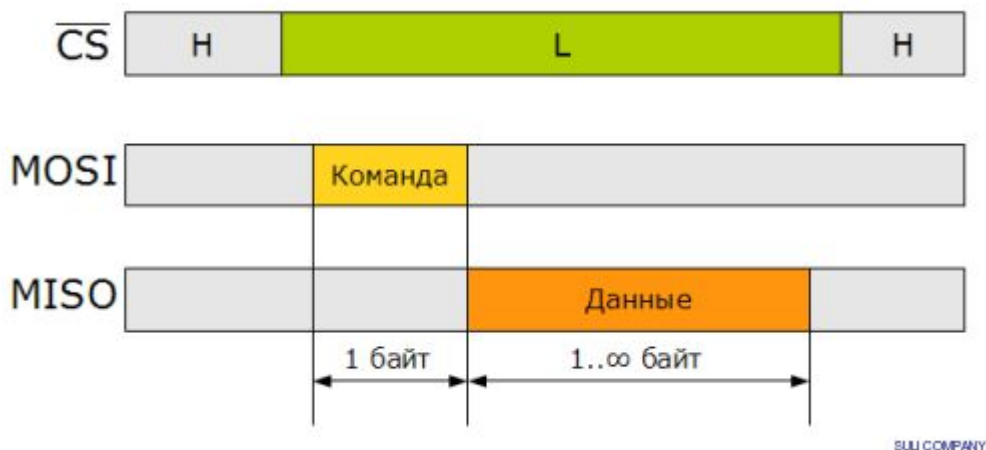 CS H L H
MOSI Команда
MISO Данные
1 байт 1..∞ байт
SULI COMPANY